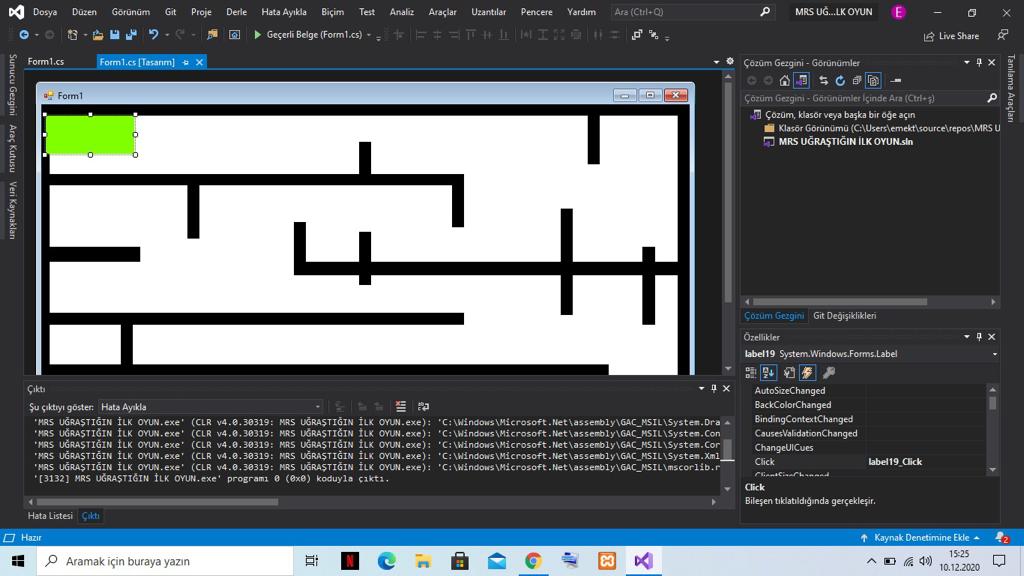 Dosya Düzen Görünüm Git Proje Derle Hata Ayıkla Biçim Test Analiz Araçlar Uzantılar Pencere Yardım Ara (Ctrl+Q) MRS UĞ...LK OYUN E
Geçerli Belge (Form1.cs) Live Share
Sunucu Gezgini
Araç Kutusu
Veri Kaynakları
Form1.cs Form1.cs [Tasarım]
Form1
Çözüm Gezgini - Görünümler
Çözüm Gezgini - Görünümler İçinde Ara (Ctrl+ş)
Çözüm, klasör veya başka bir öğe açın
Klasör Görünümü (C:\Users\emekt\source\repos\MRS U
MRS UĞRAŞTIĞIN İLK OYUN.sln
Tanılama Araçları
Çözüm Gezgini Git Değişiklikleri
Özellikler
label19 System.Windows.Forms.Label
AutoSizeChanged
BackColorChanged
BindingContextChanged
CausesValidationChanged
ChangeUICues
Click label19_Click
ClientSizeChanged
Click
Bileşen tıklatıldığında gerçekleşir.
Çıktı
Şu çıktıyı göster: Hata Ayıkla
'MRS UĞRAŞTIĞIN İLK OYUN.exe' (CLR v4.0.30319: MRS UĞRAŞTIĞIN İLK OYUN.exe): 'C:\Windows\Microsoft.Net\assembly\GAC_MSIL\System.Dra
'MRS UĞRAŞTIĞIN İLK OYUN.exe' (CLR v4.0.30319: MRS UĞRAŞTIĞIN İLK OYUN.exe): 'C:\Windows\Microsoft.Net\assembly\GAC_MSIL\System.Con
'MRS UĞRAŞTIĞIN İLK OYUN.exe' (CLR v4.0.30319: MRS UĞRAŞTIĞIN İLK OYUN.exe): 'C:\Windows\Microsoft.Net\assembly\GAC_MSIL\System.Cor
'MRS UĞRAŞTIĞIN İLK OYUN.exe' (CLR v4.0.30319: MRS UĞRAŞTIĞIN İLK OYUN.exe): 'C:\Windows\Microsoft.Net\assembly\GAC_MSIL\System.Xml
'MRS UĞRAŞTIĞIN İLK OYUN.exe' (CLR v4.0.30319: MRS UĞRAŞTIĞIN İLK OYUN.exe): 'C:\Windows\Microsoft.Net\assembly\GAC_MSIL\mscorlib.r
'[3132] MRS UĞRAŞTIĞIN İLK OYUN.exe' programı 0 (0x0) koduyla çıktı.
Hata Listesi Çıktı
Hazır Kaynak Denetimine Ekle 2
Aramak için buraya yazın
15:25
10.12.2020